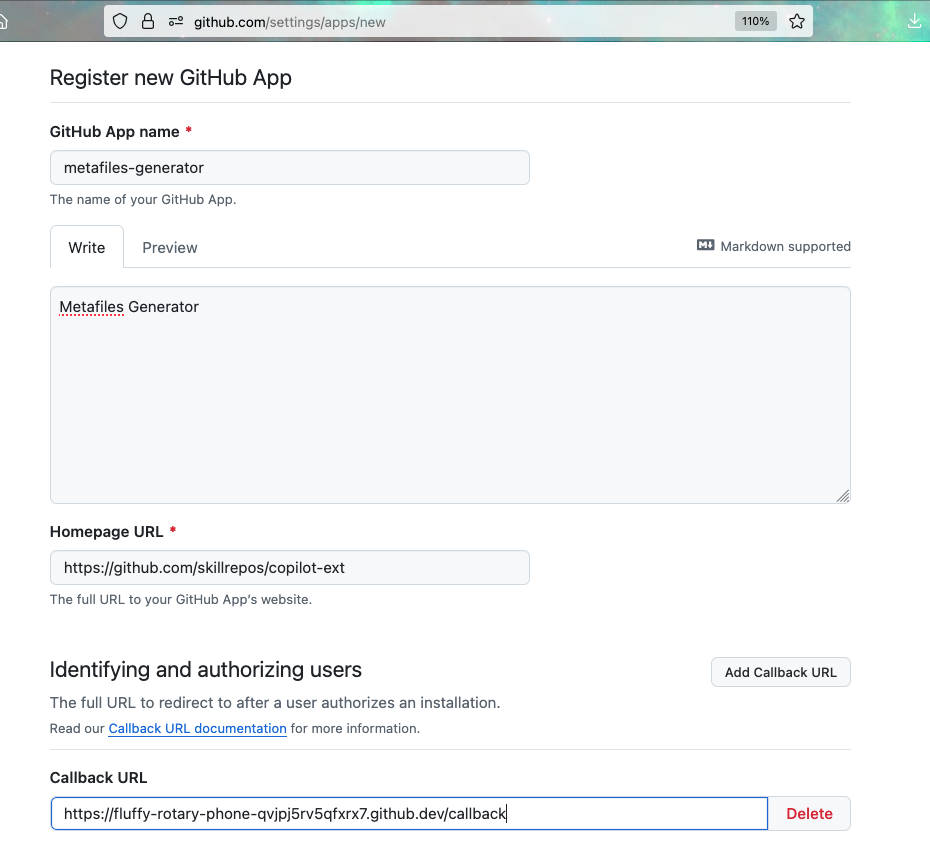 github.com/settings/apps/new
110%
Register new GitHub App
GitHub App name *
metafiles-generator
The name of your GitHub App.
Write Preview Markdown supported
Metafiles Generator
Homepage URL *
https://github.com/skillrepos/copilot-ext
The full URL to your GitHub App's website.
Identifying and authorizing users
Add Callback URL
The full URL to redirect to after a user authorizes an installation.
Read our Callback URL documentation for more information.
Callback URL
https://fluffy-rotary-phone-qvjpj5rv5qfxrx7.github.dev/callback
Delete